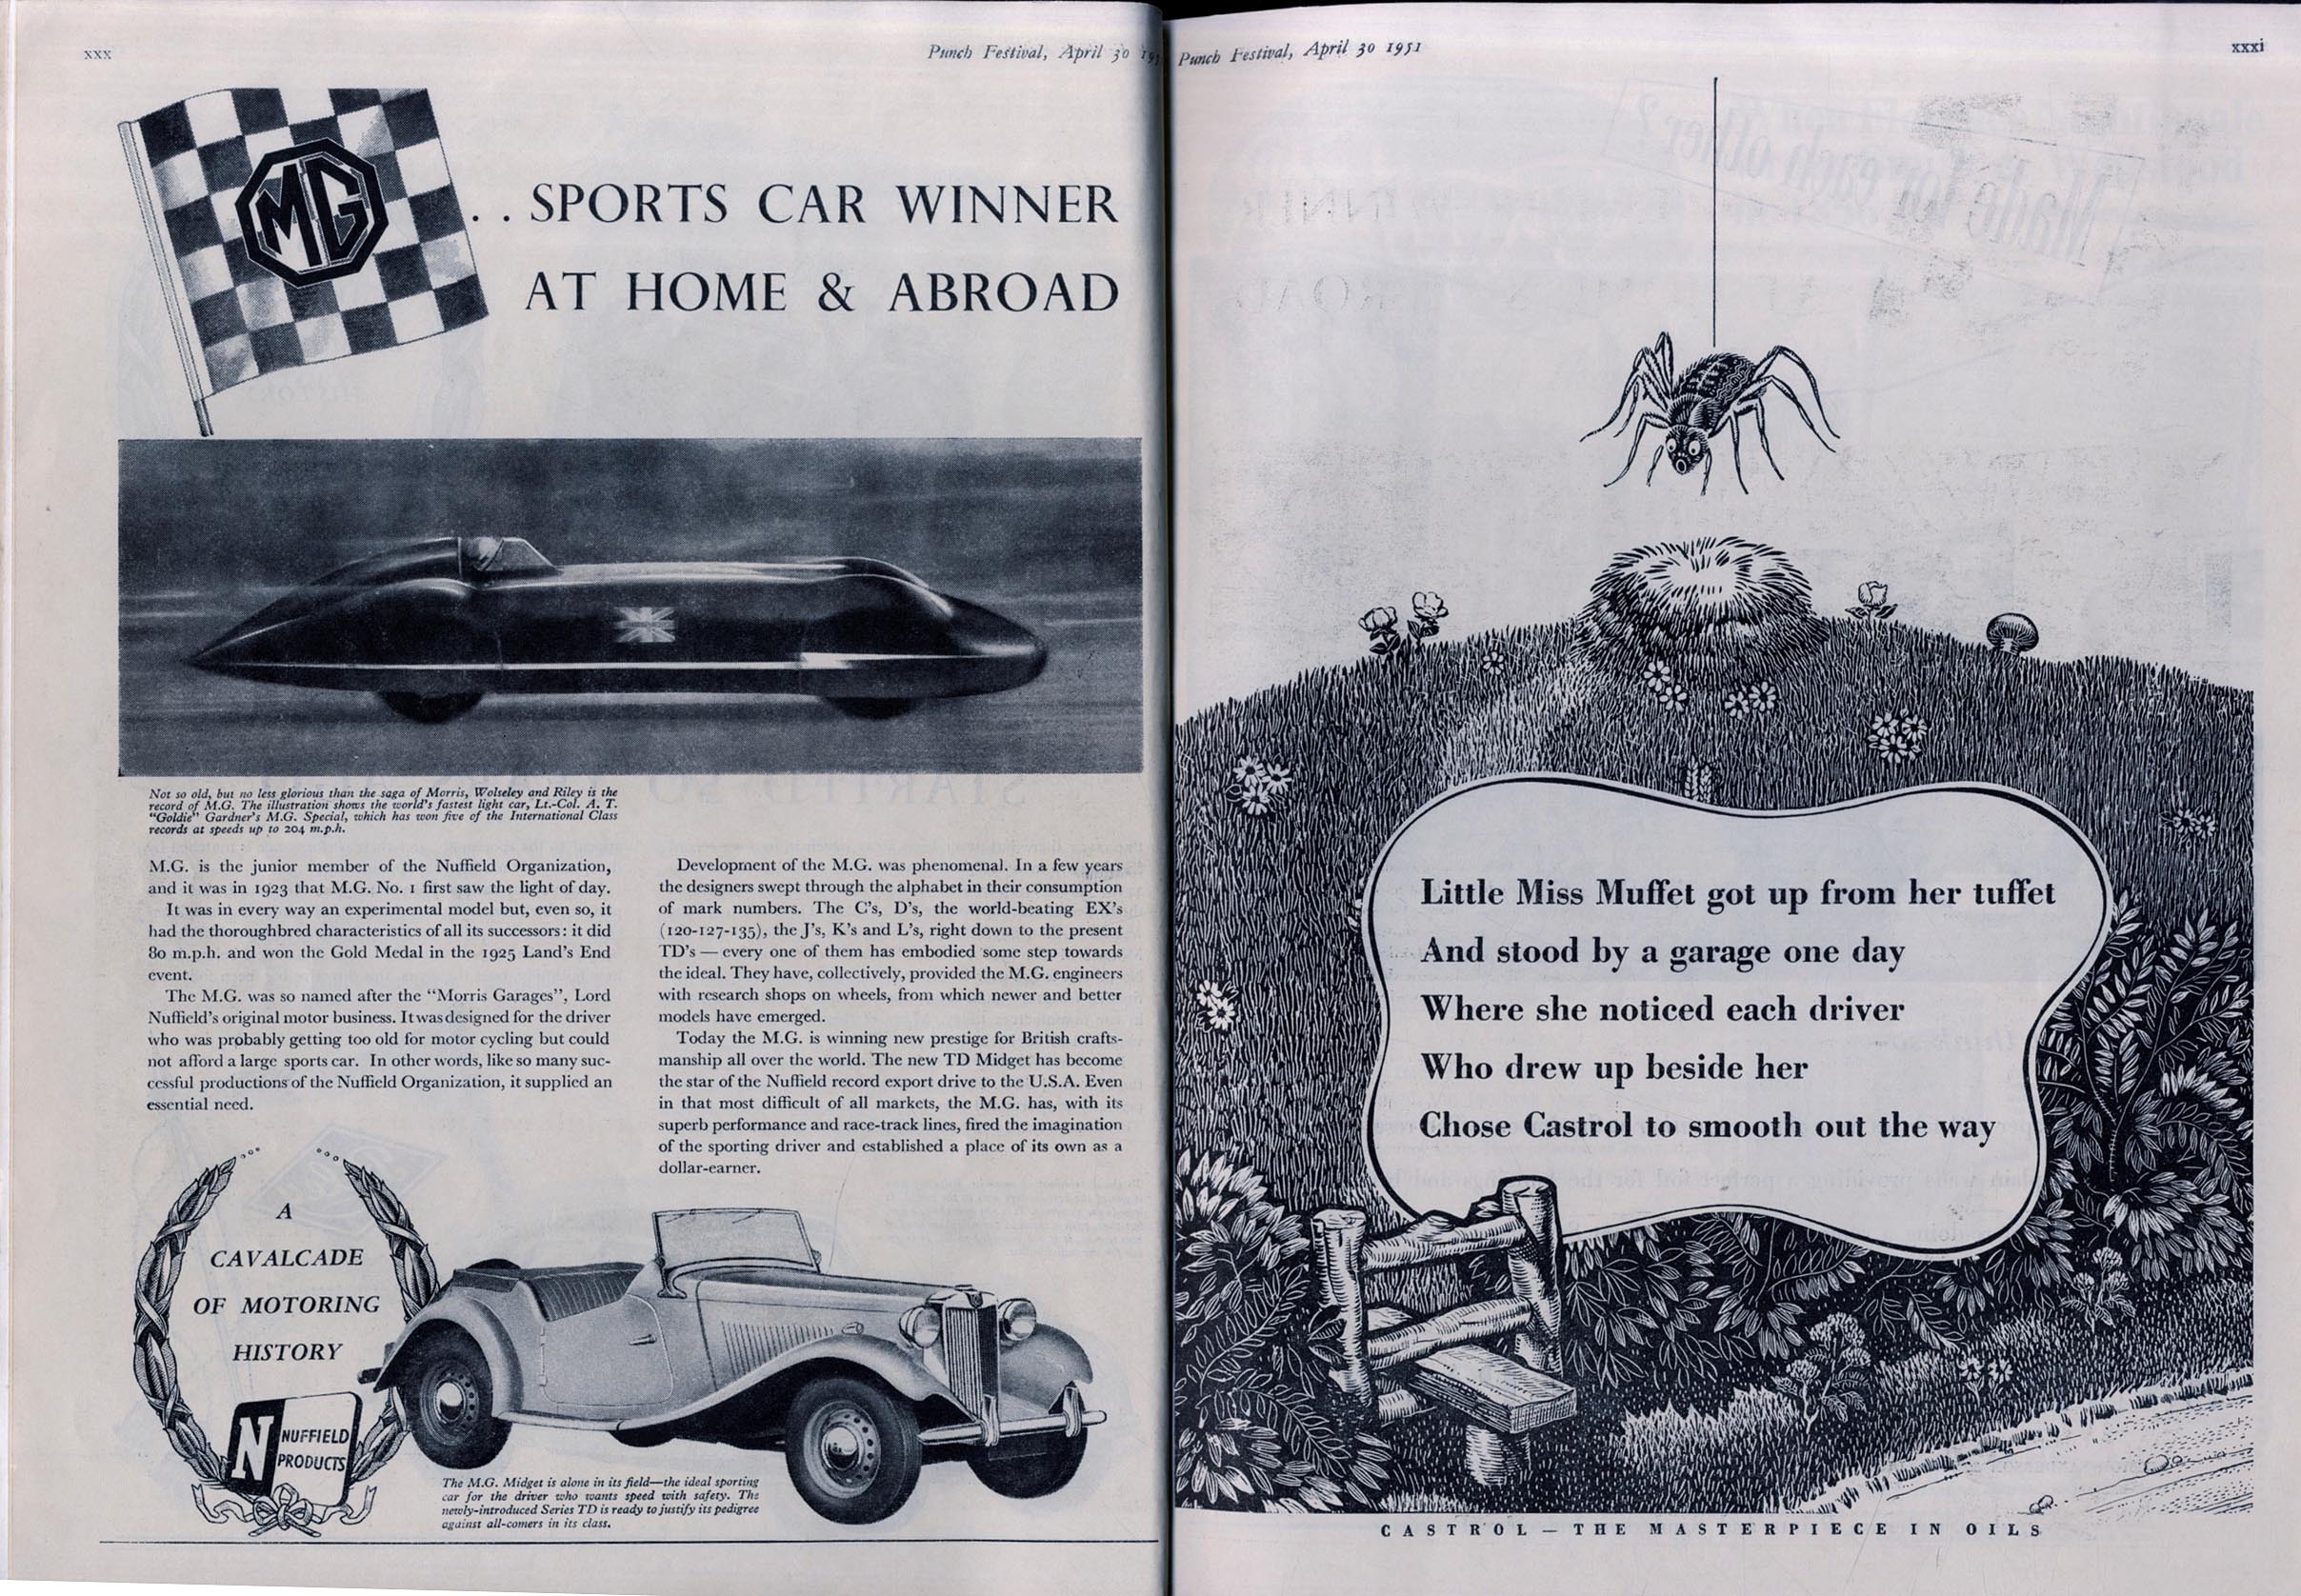 xxx
Punch Festival, April 30 19
MG
. . SPORTS CAR WINNER
AT HOME & ABROAD
Not so old, but no less glorious than the saga of Morris, Wolseley and Riley is the
record of M.G. The illustration shows the world's fastest light car, Lt.-Col. A. T.
"Goldie" Gardner's M.G. Special, which has won five of the International Class
records at speeds up to 204 m.p.h.
M.G. is the junior member of the Nuffield Organization,
and it was in 1923 that M.G. No. 1 first saw the light of day.
It was in every way an experimental model but, even so, it
had the thoroughbred characteristics of all its successors: it did
80 m.p.h. and won the Gold Medal in the 1925 Land's End
event.
The M.G. was so named after the "Morris Garages", Lord
Nuffield's original motor business. It was designed for the driver
who was probably getting too old for motor cycling but could
not afford a large sports car. In other words, like so many suc-
cessful productions of the Nuffield Organization, it supplied an
essential need.
Development of the M.G. was phenomenal. In a few years
the designers swept through the alphabet in their consumption
of mark numbers. The C's, D's, the world-beating EX's
(120-127-135), the J's, K's and L's, right down to the present
TD's — every one of them has embodied some step towards
the ideal. They have, collectively, provided the M.G. engineers
with research shops on wheels, from which newer and better
models have emerged.
Today the M.G. is winning new prestige for British crafts-
manship all over the world. The new TD Midget has become
the star of the Nuffield record export drive to the U.S.A. Even
in that most difficult of all markets, the M.G. has, with its
superb performance and race-track lines, fired the imagination
of the sporting driver and established a place of its own as a
dollar-earner.
A
CAVALCADE
OF MOTORING
HISTORY
N NUFFIELD
PRODUCTS
The M.G. Midget is alone in its field—the ideal sporting
car for the driver who wants speed with safety. The
newly-introduced Series TD is ready to justify its pedigree
against all-comers in its class.
Punch Festival, April 30 1951
xxxi
Little Miss Muffet got up from her tuffet
And stood by a garage one day
Where she noticed each driver
Who drew up beside her
Chose Castrol to smooth out the way
CASTROL — THE MASTERPIECE IN OILS